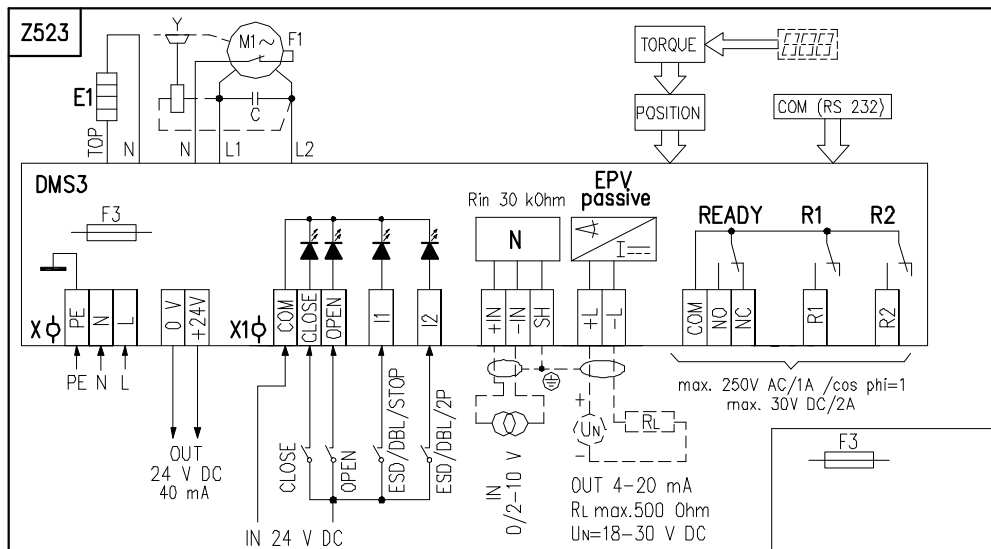 Z523
Y
M1~
F1
E1
C
TOP
N
N
L1
L2
TORQUE
POSITION
COM (RS 232)
DMS3
F3
Rin 30 kOhm
N
EPV
passive
I
READY
R1
R2
X
PE
N
L
0 V
+24V
X1
COM
CLOSE
OPEN
I1
I2
+IN
-IN
SH
+L
-L
COM
NO
NC
R1
R2
PE N L
OUT
24 V DC
40 mA
CLOSE
OPEN
ESD/DBL/STOP
ESD/DBL/2P
IN 24 V DC
IN
0/2-10 V
+
UN
-
RL
OUT 4-20 mA
RL max.500 Ohm
UN=18-30 V DC
max. 250V AC/1A /cos phi=1
max. 30V DC/2A
F3